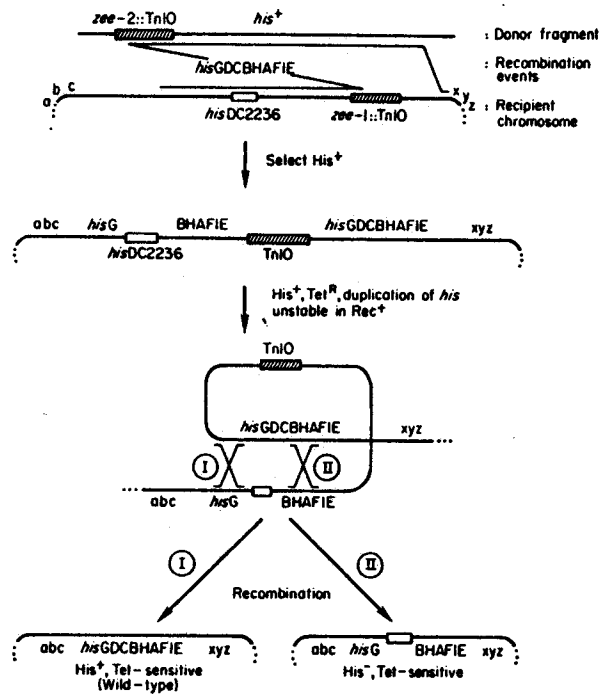 zee-2::Tn10 his+
: Donor fragment
hisGDCBHAFIE
: Recombination events
a b c
x y z
: Recipient chromosome
hisDC2236 zee-1::Tn10
Select His+
abc hisG BHAFIE hisGDCBHAFIE xyz
hisDC2236 Tn10
His+, TetR, duplication of his
unstable in Rec+
Tn10
hisGDCBHAFIE xyz
I II
abc hisG BHAFIE
I II
Recombination
abc hisGDCBHAFIE xyz
His+, Tet-sensitive
(Wild-type)
abc hisG BHAFIE xyz
His-, Tet-sensitive